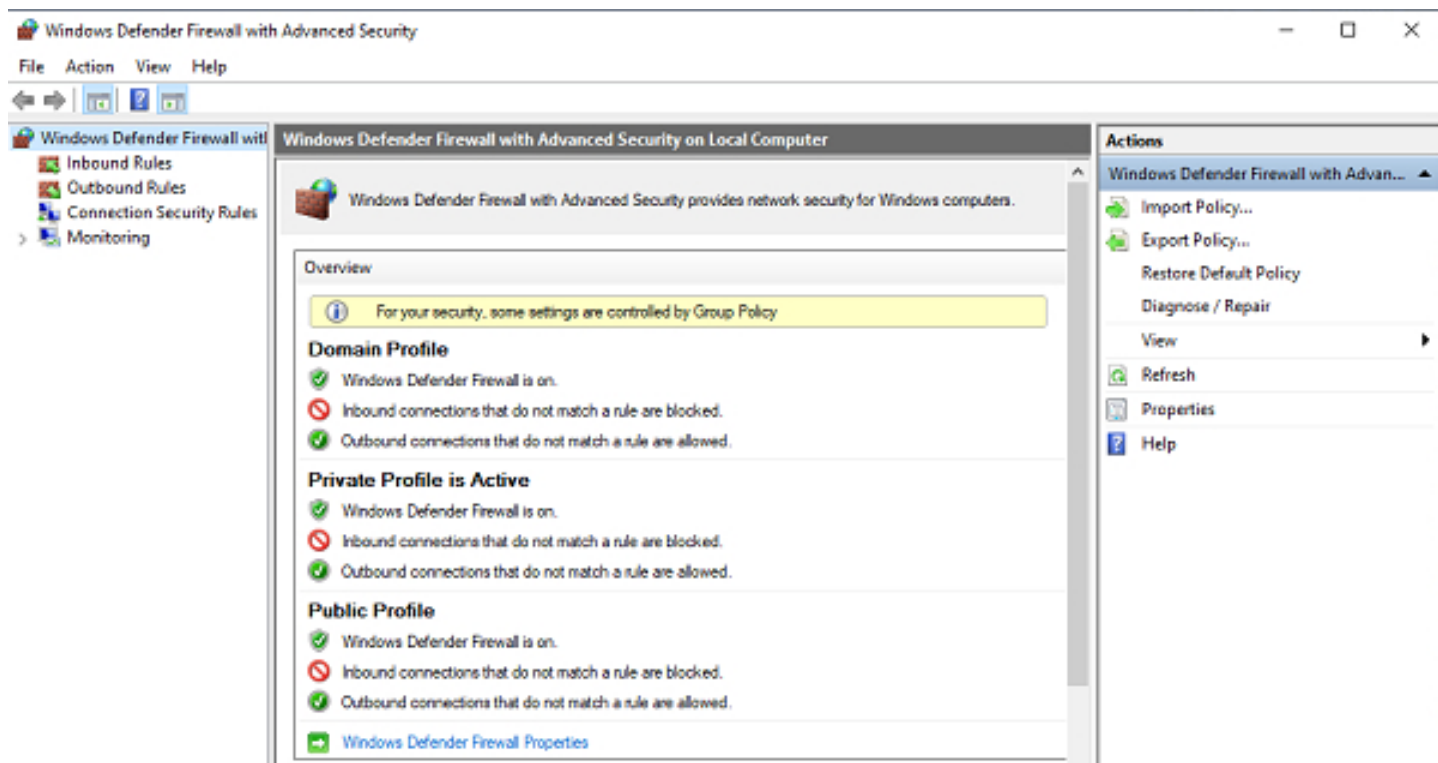 Windows Defender Firewall with Advanced Security
File Action View Help
Windows Defender Firewall witl
Inbound Rules
Outbound Rules
Connection Security Rules
Monitoring
Windows Defender Firewall with Advanced Security on Local Computer
Windows Defender Firewall with Advanced Security provides network security for Windows computers.
Overview
For your security, some settings are controlled by Group Policy
Domain Profile
Windows Defender Firewall is on.
Inbound connections that do not match a rule are blocked.
Outbound connections that do not match a rule are allowed.
Private Profile is Active
Windows Defender Firewall is on.
Inbound connections that do not match a rule are blocked.
Outbound connections that do not match a rule are allowed.
Public Profile
Windows Defender Firewall is on.
Inbound connections that do not match a rule are blocked.
Outbound connections that do not match a rule are allowed.
Windows Defender Firewall Properties
Actions
Windows Defender Firewall with Advan...
Import Policy...
Export Policy...
Restore Default Policy
Diagnose / Repair
View
Refresh
Properties
Help